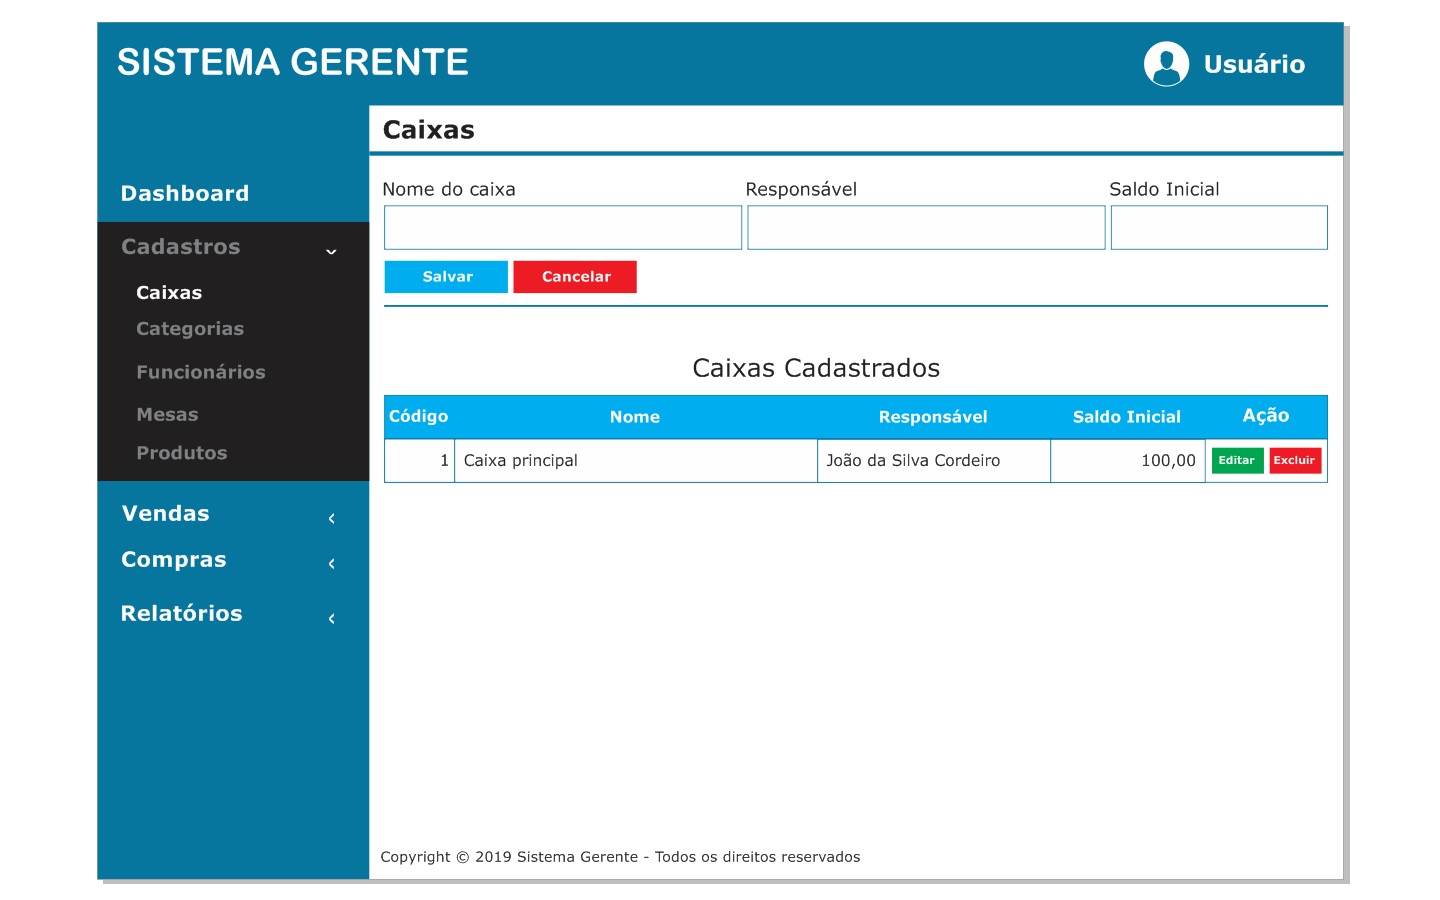 SISTEMA GERENTE
Usuário
Caixas
Dashboard
Cadastros
Caixas
Categorias
Funcionários
Mesas
Produtos
Vendas
Compras
Relatórios
Nome do caixa Responsável Saldo Inicial
Salvar Cancelar
Caixas Cadastrados
Código Nome Responsável Saldo Inicial Ação
1 Caixa principal João da Silva Cordeiro 100,00 Editar Excluir
Copyright © 2019 Sistema Gerente - Todos os direitos reservados